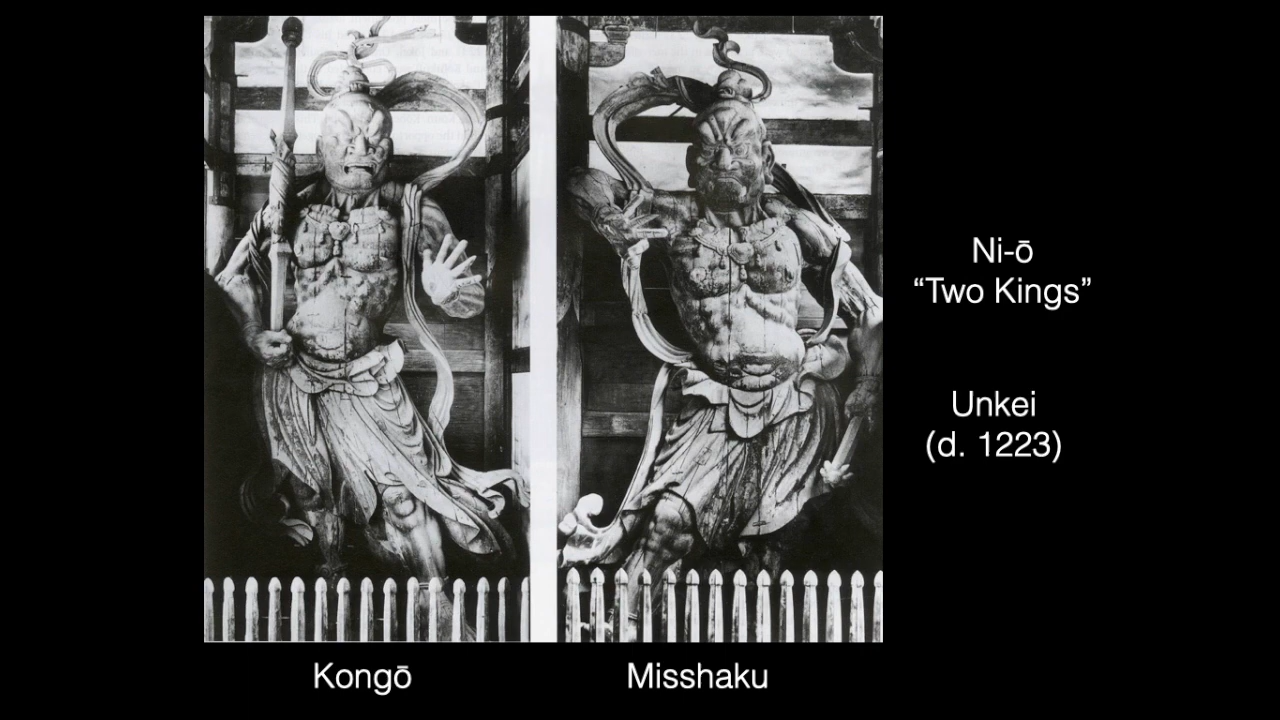 Ni-ō
“Two Kings”
Unkei
(d. 1223)
Kongō
Misshaku